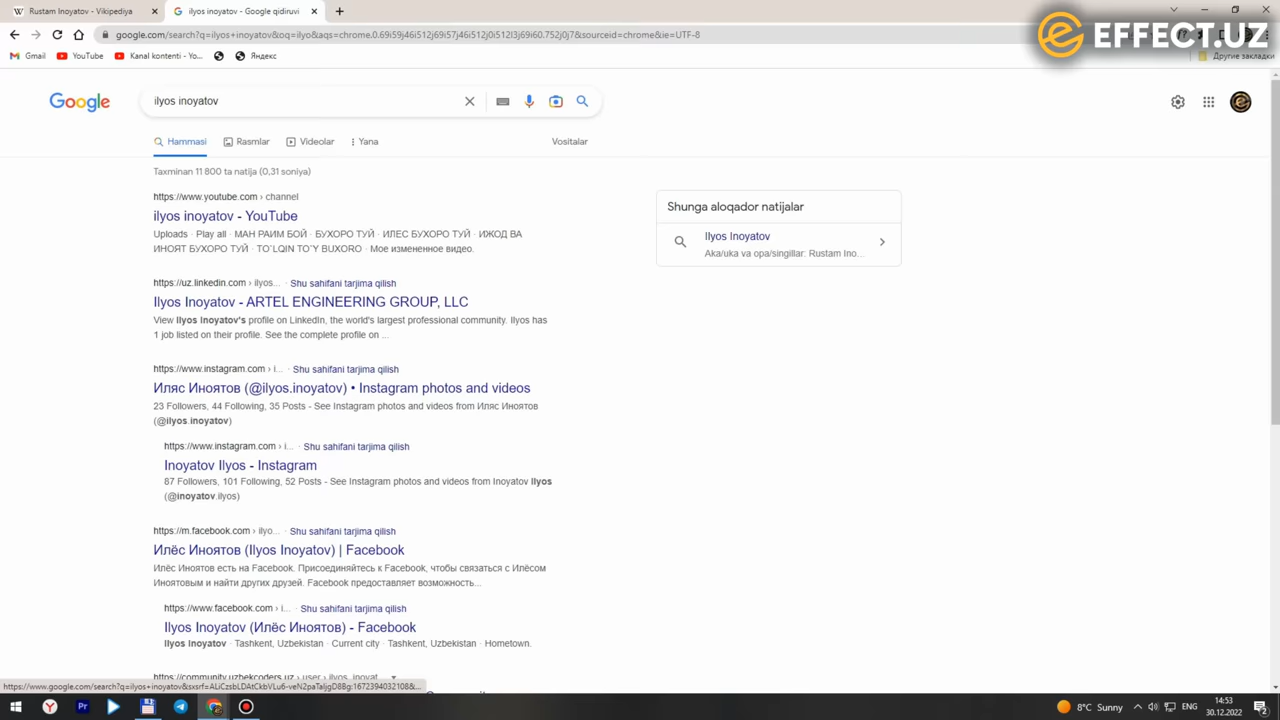 Rustam Inoyatov - Vikipediya
ilyos inoyatov - Google qidiruvi
google.com/search?q=ilyos+inoyatov&oq=ilyo&aqs=chrome.0.69i59j46i512j69i57j46i512j0i512l3j69i60.752j0j7&sourceid=chrome&ie=UTF-8
EFFECT.UZ
Gmail
YouTube
Kanal kontenti - Yo...
Яндекс
Другие закладки
Google
ilyos inoyatov
Hammasi
Rasmlar
Videolar
Yana
Vositalar
Taxminan 11 800 ta natija (0,31 soniya)
https://www.youtube.com › channel
ilyos inoyatov - YouTube
Uploads · Play all · МАН РАИМ БОЙ · БУХОРО ТУЙ · ИЛЕС БУХОРО ТУЙ · ИЖОД ВА
ИНОЯТ БУХОРО ТУЙ · TO`LQIN TO`Y BUXORO · Мое измененное видео.
https://uz.linkedin.com › ilyos... · Shu sahifani tarjima qilish
Ilyos Inoyatov - ARTEL ENGINEERING GROUP, LLC
View Ilyos Inoyatov's profile on LinkedIn, the world's largest professional community. Ilyos has
1 job listed on their profile. See the complete profile on ...
https://www.instagram.com › i... · Shu sahifani tarjima qilish
Иляс Иноятов (@ilyos.inoyatov) • Instagram photos and videos
23 Followers, 44 Following, 35 Posts - See Instagram photos and videos from Иляс Иноятов
(@ilyos.inoyatov)
https://www.instagram.com › i... · Shu sahifani tarjima qilish
Inoyatov Ilyos - Instagram
87 Followers, 101 Following, 52 Posts - See Instagram photos and videos from Inoyatov Ilyos
(@inoyatov.ilyos)
https://m.facebook.com › ilyo... · Shu sahifani tarjima qilish
Илёс Иноятов (Ilyos Inoyatov) | Facebook
Илёс Иноятов есть на Facebook. Присоединяйтесь к Facebook, чтобы связаться с Илёсом
Иноятовым и найти других друзей. Facebook предоставляет возможность...
https://www.facebook.com › i... · Shu sahifani tarjima qilish
Ilyos Inoyatov (Илёс Иноятов) - Facebook
Ilyos Inoyatov · Tashkent, Uzbekistan · Current city · Tashkent, Uzbekistan · Hometown.
https://community.uzbekcoders.uz › user › ilyos_inoyat...
Shunga aloqador natijalar
Ilyos Inoyatov
Aka/uka va opa/singillar: Rustam Ino...
8°C Sunny
ENG
14:53
30.12.2022
2